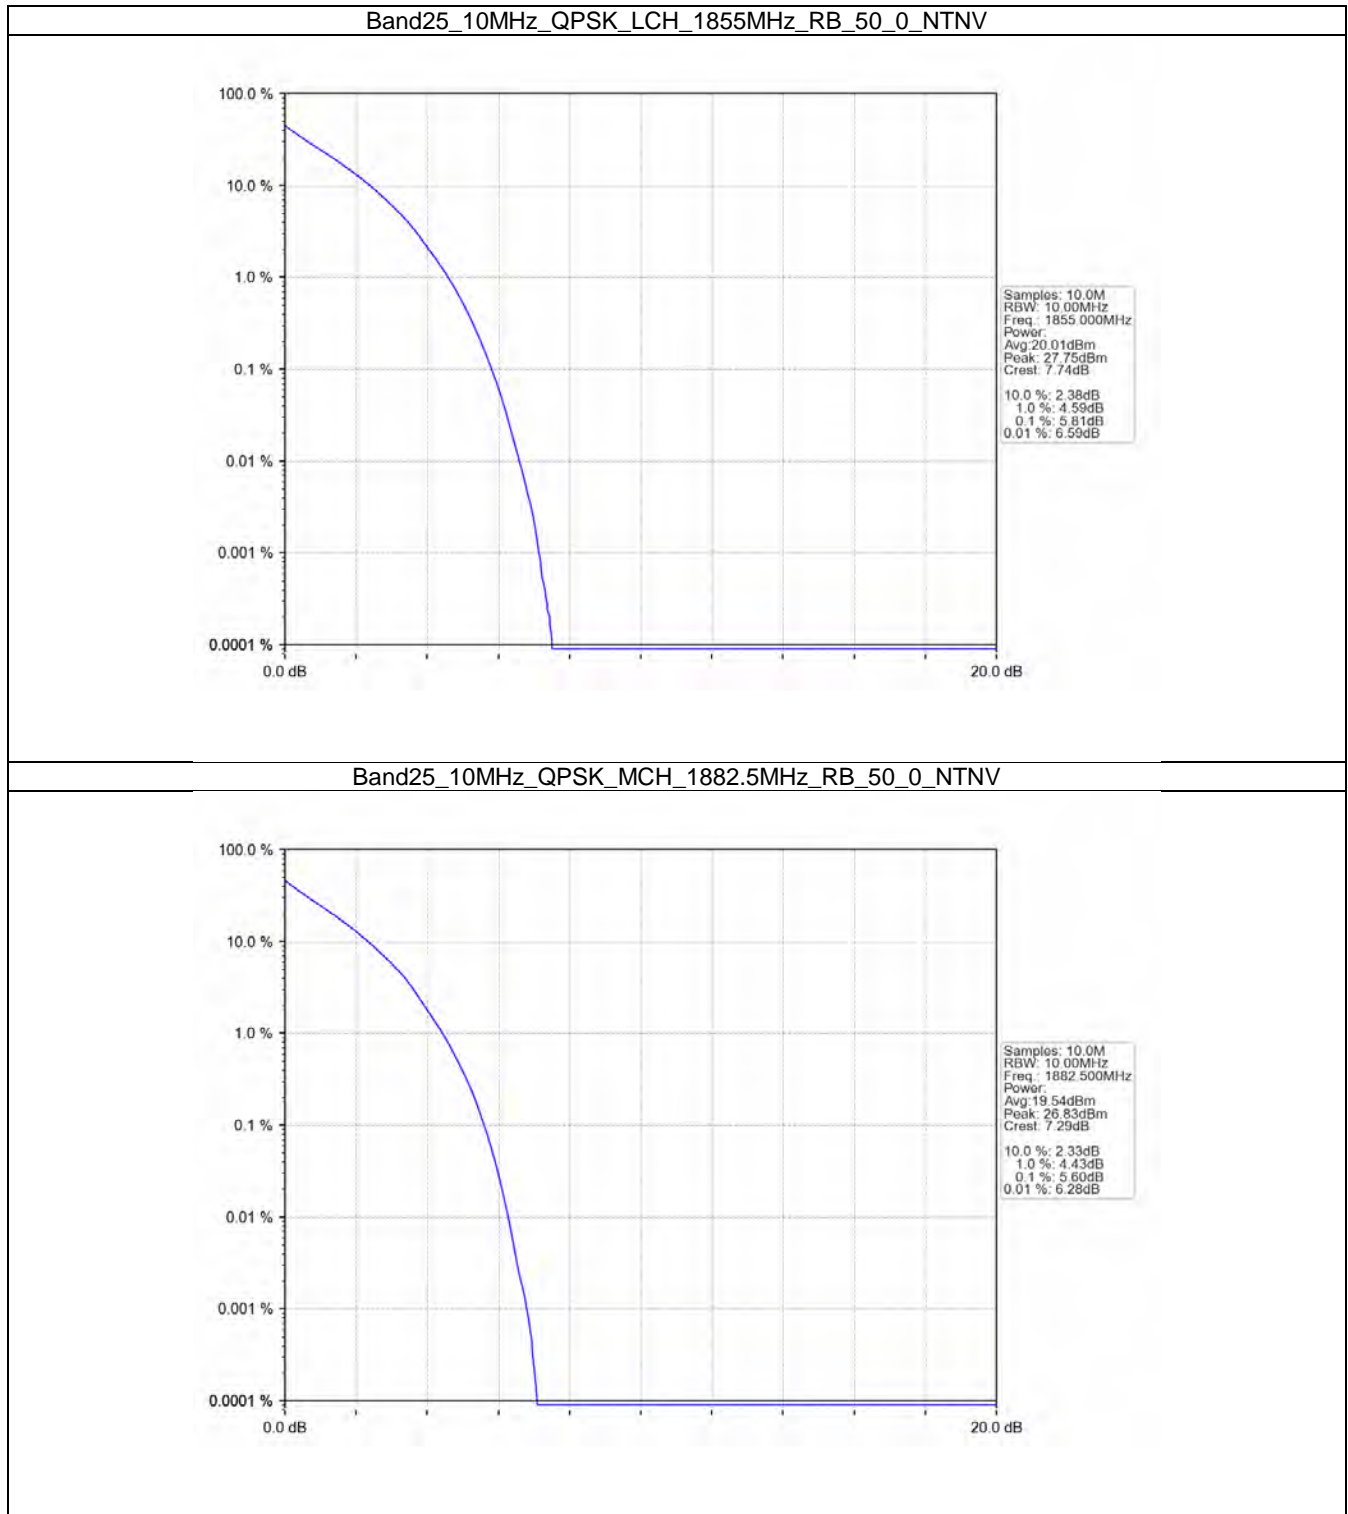 Band25_10MHz_QPSK_LCH_1855MHz_RB_50_0_NTNV
100.0 %
10.0 %
1.0 %
0.1 %
0.01 %
0.001 %
0.0001 %
0.0 dB
20.0 dB
Samples: 10.0M
RBW: 10.00MHz
Freq.: 1855.000MHz
Power:
Avg:20.01dBm
Peak: 27.75dBm
Crest: 7.74dB
10.0 %: 2.38dB
1.0 %: 4.59dB
0.1 %: 5.81dB
0.01 %: 6.59dB
Band25_10MHz_QPSK_MCH_1882.5MHz_RB_50_0_NTNV
100.0 %
10.0 %
1.0 %
0.1 %
0.01 %
0.001 %
0.0001 %
0.0 dB
20.0 dB
Samples: 10.0M
RBW: 10.00MHz
Freq.: 1882.500MHz
Power:
Avg:19.54dBm
Peak: 26.83dBm
Crest: 7.29dB
10.0 %: 2.33dB
1.0 %: 4.43dB
0.1 %: 5.60dB
0.01 %: 6.28dB